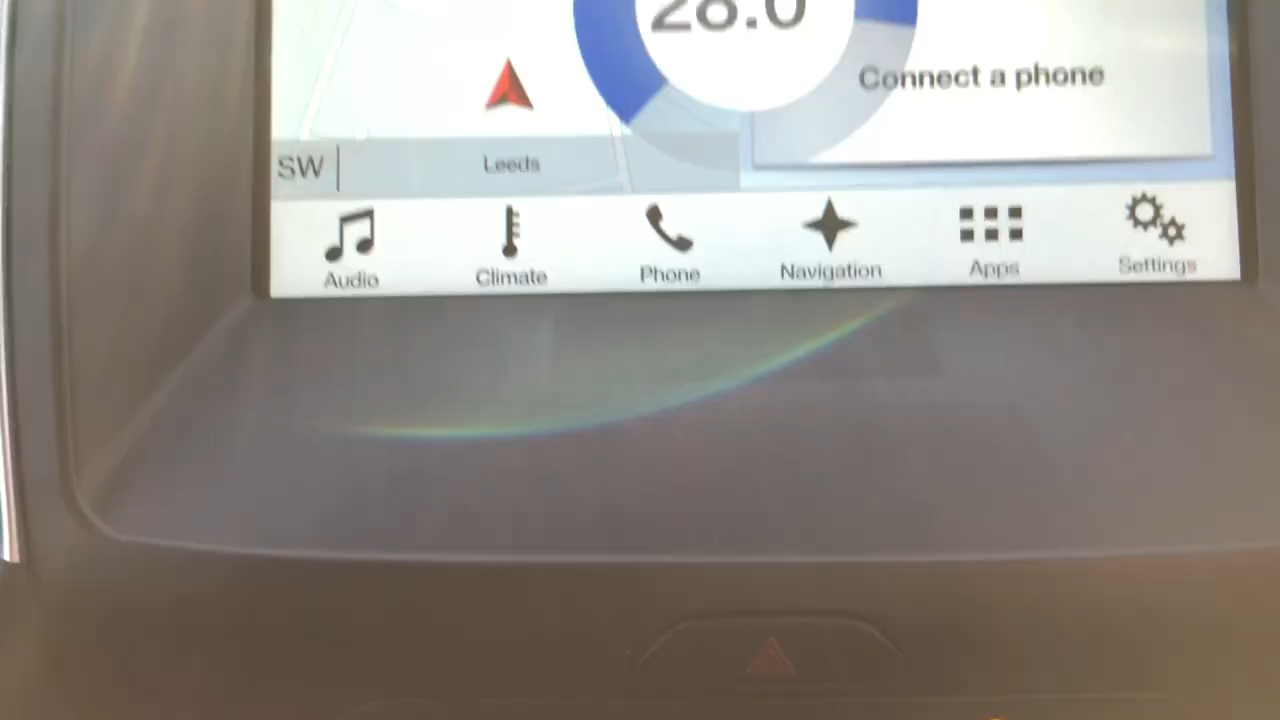 28.0
Connect a phone
SW
Leeds
Audio
Climate
Phone
Navigation
Apps
Settings